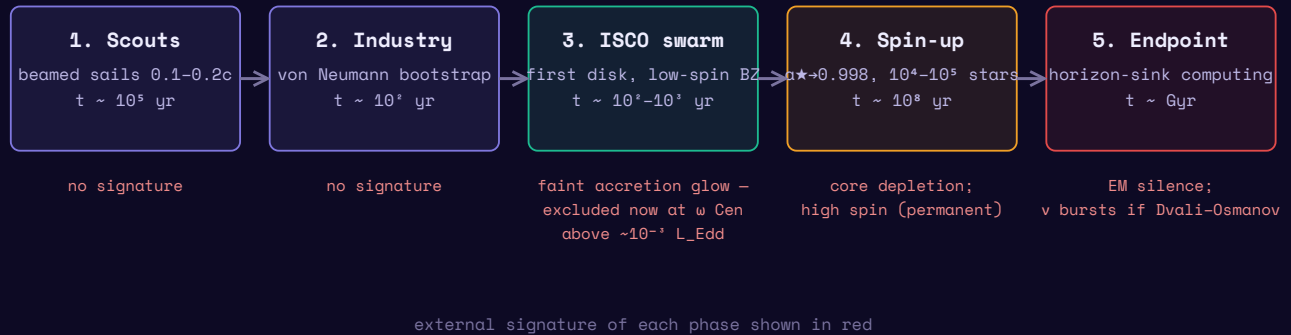 1. Scouts
beamed sails 0.1–0.2c
t ~ 10⁵ yr
no signature
2. Industry
von Neumann bootstrap
t ~ 10² yr
no signature
3. ISCO swarm
first disk, low-spin BZ
t ~ 10²–10³ yr
faint accretion glow —
excluded now at ω Cen
above ~10⁻³ L_Edd
4. Spin-up
a★→0.998, 10⁴–10⁵ stars
t ~ 10⁸ yr
core depletion;
high spin (permanent)
5. Endpoint
horizon-sink computing
t ~ Gyr
EM silence;
ν bursts if Dvali–Osmanov
external signature of each phase shown in red